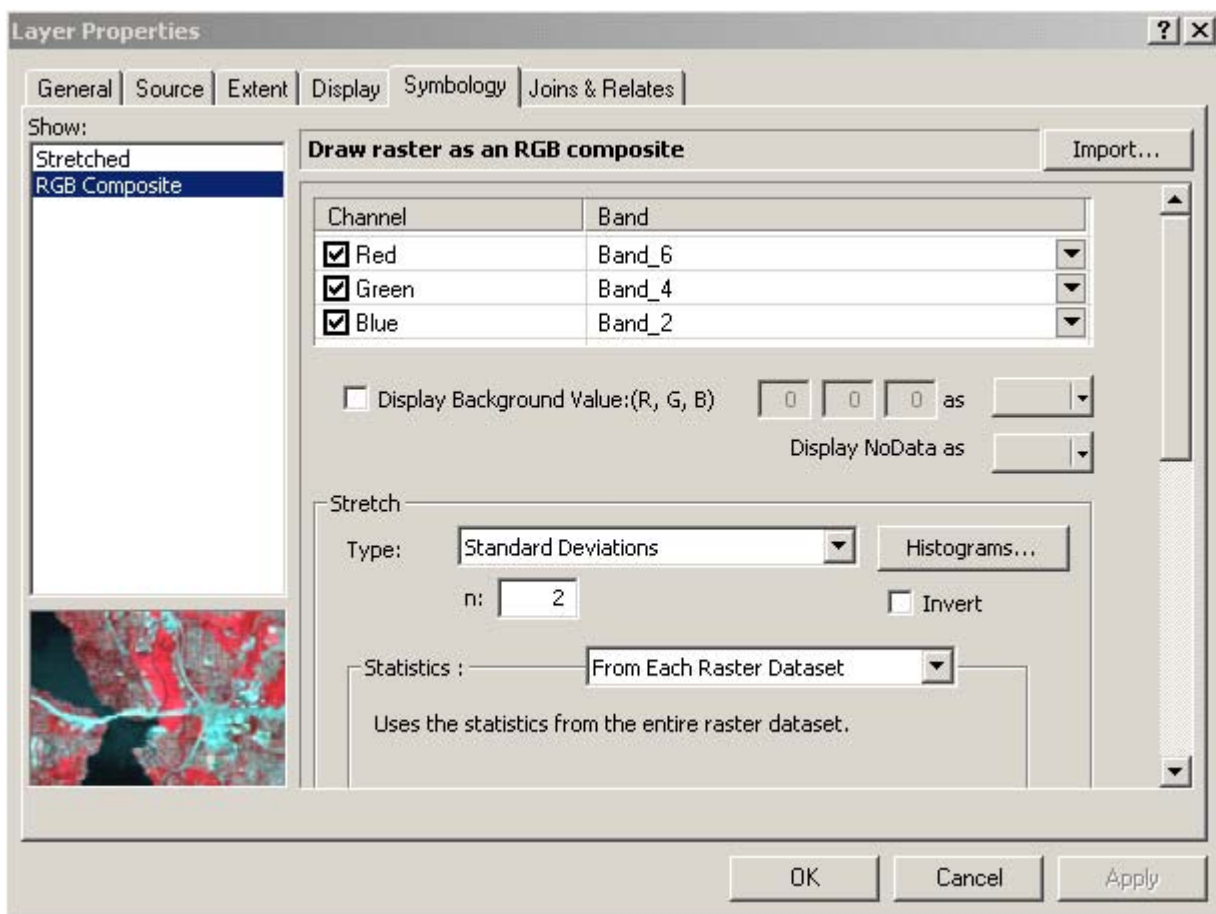 Layer Properties
General Source Extent Display Symbology Joins & Relates
Show:
Stretched
RGB Composite
Draw raster as an RGB composite
Import...
Channel Band
Red Band_6
Green Band_4
Blue Band_2
Display Background Value:(R, G, B) 0 0 0 as
Display NoData as
Stretch
Type: Standard Deviations Histograms...
n: 2 Invert
Statistics : From Each Raster Dataset
Uses the statistics from the entire raster dataset.
OK Cancel Apply